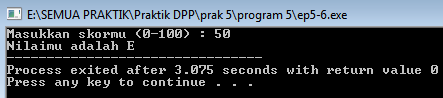 E:\SEMUA PRAKTIK\Praktik DPP\prak 5\program 5\ep5-6.exe
Masukkan skormu (0-100) : 50
Nilaimu adalah E
--------------------------------
Process exited after 3.075 seconds with return value 0
Press any key to continue . . .